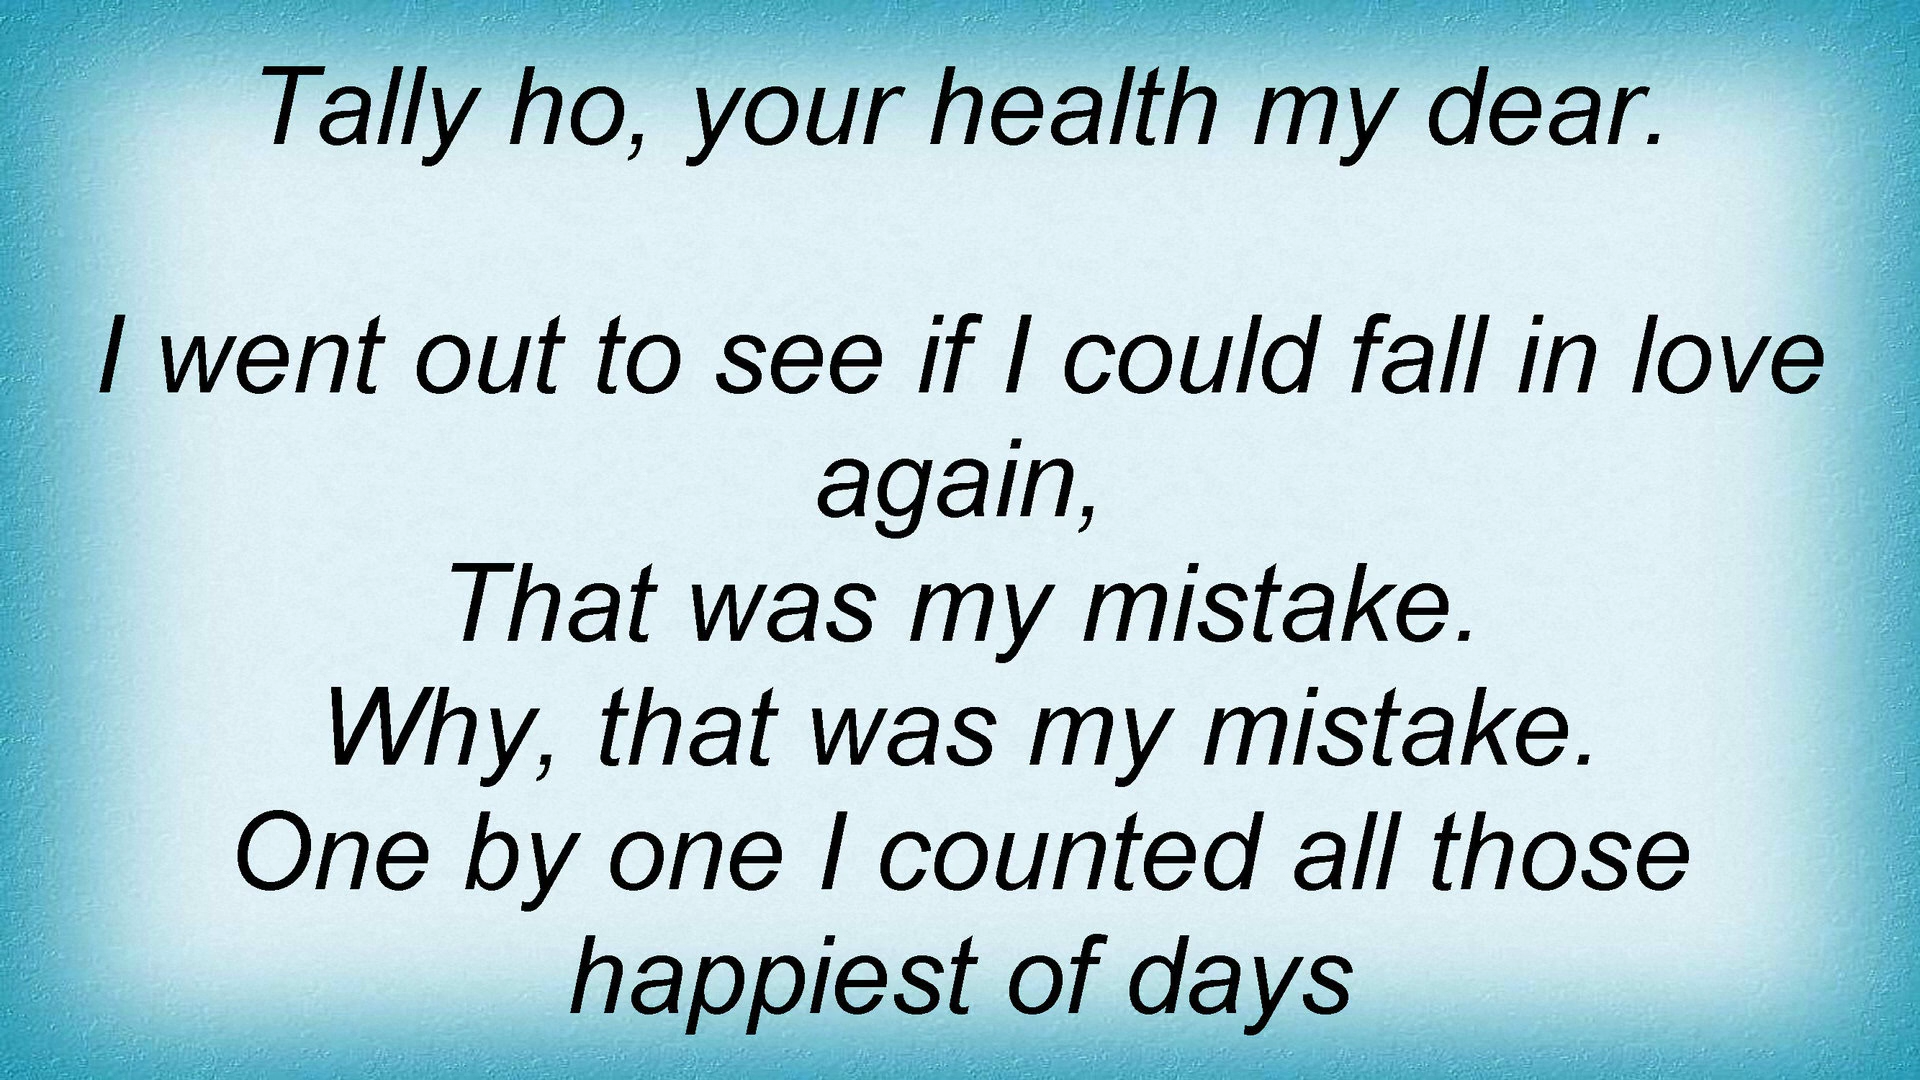 Tally ho, your health my dear.
I went out to see if I could fall in love
again,
That was my mistake.
Why, that was my mistake.
One by one I counted all those
happiest of days